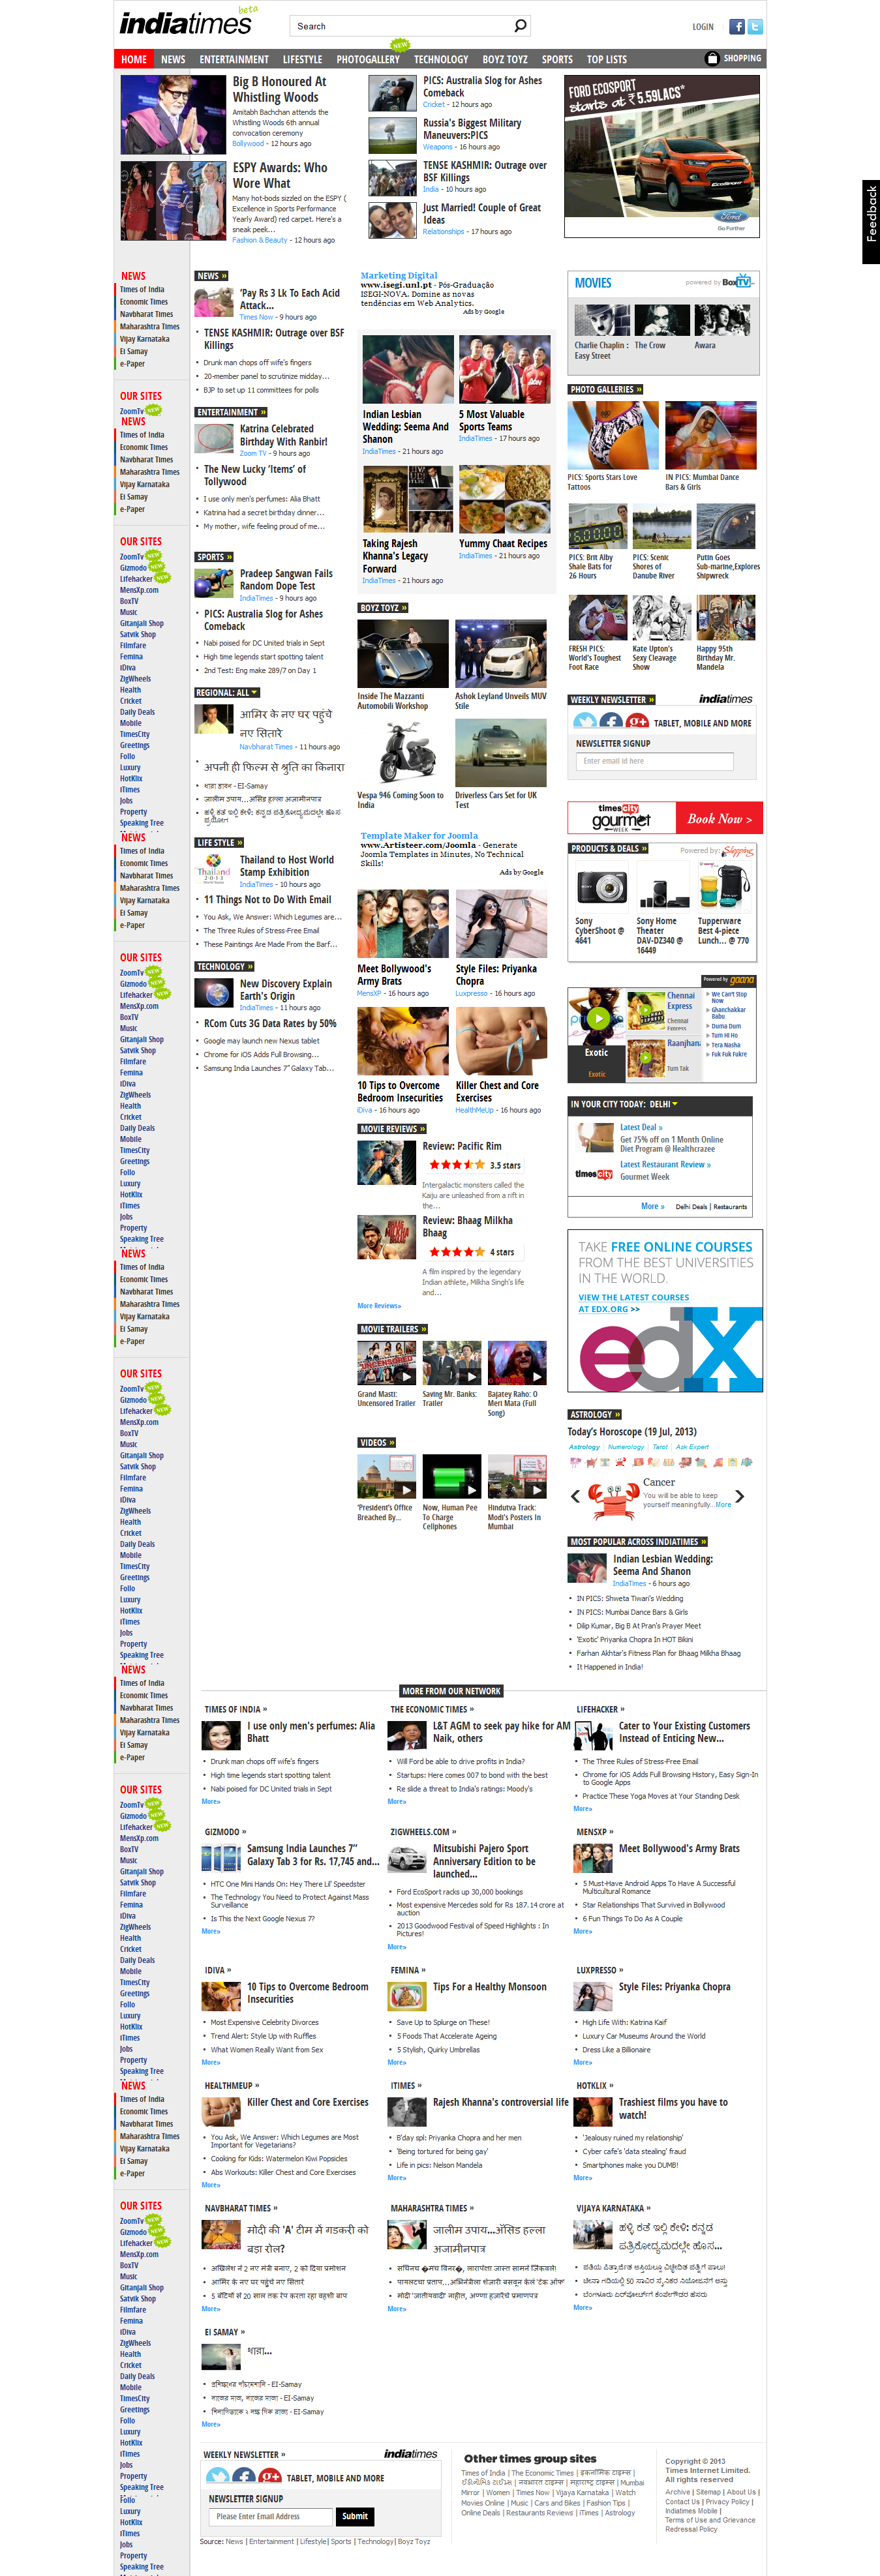 indiatimes beta
Search
LOGIN
HOME NEWS ENTERTAINMENT LIFESTYLE PHOTOGALLERY NEW TECHNOLOGY BOYZ TOYZ SPORTS TOP LISTS SHOPPING
Feedback
Big B Honoured At
Whistling Woods
Amitabh Bachchan attends the
Whistling Woods 6th annual
convocation ceremony
Bollywood - 12 hours ago
ESPY Awards: Who
Wore What
Many hot-bods sizzled on the ESPY (
Excellence in Sports Performance
Yearly Award) red carpet. Here's a
sneak peek...
Fashion & Beauty - 12 hours ago
PICS: Australia Slog for Ashes
Comeback
Cricket - 12 hours ago
Russia's Biggest Military
Maneuvers:PICS
Weapons - 16 hours ago
TENSE KASHMIR: Outrage over
BSF Killings
India - 10 hours ago
Just Married! Couple of Great
Ideas
Relationships - 17 hours ago
FORD ECOSPORT
starts at ₹ 5.59LACS*
Ford
Go Further
NEWS
Times of India
Economic Times
Navbharat Times
Maharashtra Times
Vijay Karnataka
Ei Samay
e-Paper
OUR SITES
ZoomTv NEW
NEWS
Times of India
Economic Times
Navbharat Times
Maharashtra Times
Vijay Karnataka
Ei Samay
e-Paper
OUR SITES
ZoomTv NEW
Gizmodo NEW
Lifehacker NEW
MensXp.com
BoxTV
Music
Gitanjali Shop
Satvik Shop
Filmfare
Femina
iDiva
ZigWheels
Health
Cricket
Daily Deals
Mobile
TimesCity
Greetings
Follo
Luxury
HotKlix
iTimes
Jobs
Property
Speaking Tree
NEWS »
'Pay Rs 3 Lk To Each Acid
Attack...
Times Now - 9 hours ago
TENSE KASHMIR: Outrage over BSF
Killings
Drunk man chops off wife's fingers
20-member panel to scrutinize midday...
BJP to set up 11 committees for polls
ENTERTAINMENT »
Katrina Celebrated
Birthday With Ranbir!
Zoom TV - 9 hours ago
The New Lucky 'Items' of
Tollywood
I use only men's perfumes: Alia Bhatt
Katrina had a secret birthday dinner...
My mother, wife feeling proud of me...
SPORTS »
Pradeep Sangwan Fails
Random Dope Test
IndiaTimes - 9 hours ago
PICS: Australia Slog for Ashes
Comeback
Nabi poised for DC United trials in Sept
High time legends start spotting talent
2nd Test: Eng make 289/7 on Day 1
REGIONAL: ALL
आमिर के नए घर पहुंचे
नए सितारे
Navbharat Times - 11 hours ago
अपनी ही फिल्म से श्रुति का किनारा
- EI-Samay
जालीम उपाय...अॅसिड हल्ला अजामीनपात्र
LIFE STYLE »
Thailand to Host World
Stamp Exhibition
IndiaTimes - 10 hours ago
11 Things Not to Do With Email
You Ask, We Answer: Which Legumes are...
The Three Rules of Stress-Free Email
These Paintings Are Made From the Barf...
TECHNOLOGY »
New Discovery Explain
Earth's Origin
IndiaTimes - 11 hours ago
RCom Cuts 3G Data Rates by 50%
Google may launch new Nexus tablet
Chrome for iOS Adds Full Browsing...
Samsung India Launches 7" Galaxy Tab...
Marketing Digital
www.isegi.unl.pt - Pós-Graduação
ISEGI-NOVA. Domine as novas
tendências em Web Analytics.
Ads by Google
Indian Lesbian
Wedding: Seema And
Shanon
IndiaTimes - 21 hours ago
5 Most Valuable
Sports Teams
IndiaTimes - 17 hours ago
Taking Rajesh
Khanna's Legacy
Forward
IndiaTimes - 21 hours ago
Yummy Chaat Recipes
IndiaTimes - 21 hours ago
BOYZ TOYZ »
Inside The Mazzanti
Automobili Workshop
Ashok Leyland Unveils MUV
Stile
Vespa 946 Coming Soon to
India
Driverless Cars Set for UK
Test
Template Maker for Joomla
www.Artisteer.com/Joomla - Generate
Joomla Templates in Minutes, No Technical
Skills!
Ads by Google
Meet Bollywood's
Army Brats
MensXP - 16 hours ago
Style Files: Priyanka
Chopra
Luxpresso - 16 hours ago
10 Tips to Overcome
Bedroom Insecurities
iDiva - 16 hours ago
Killer Chest and Core
Exercises
HealthMeUp - 16 hours ago
MOVIE REVIEWS »
Review: Pacific Rim
3.5 stars
Intergalactic monsters called the
Kaiju are unleashed from a rift in
the...
Review: Bhaag Milkha
Bhaag
4 stars
A film inspired by the legendary
Indian athlete, Milkha Singh's life
and...
More Reviews»
MOVIE TRAILERS »
Grand Masti:
Uncensored Trailer
Saving Mr. Banks:
Trailer
Bajatey Raho: O
Meri Mata (Full
Song)
VIDEOS »
'President's Office
Breached By...
Now, Human Pee
To Charge
Cellphones
Hindutva Track:
Modi's Posters In
Mumbai
MOVIES
powered by BoxTV
Charlie Chaplin :
Easy Street
The Crow
Awara
PHOTO GALLERIES »
PICS: Sports Stars Love
Tattoos
IN PICS: Mumbai Dance
Bars & Girls
PICS: Brit Alby
Shale Bats for
26 Hours
PICS: Scenic
Shores of
Danube River
Putin Goes
Sub-marine,Explores
Shipwreck
FRESH PICS:
World's Toughest
Foot Race
Kate Upton's
Sexy Cleavage
Show
Happy 95th
Birthday Mr.
Mandela
WEEKLY NEWSLETTER » indiatimes
TABLET, MOBILE AND MORE
NEWSLETTER SIGNUP
Enter email id here
times city gourmet WEEK Book Now >
PRODUCTS & DEALS » Powered by: Shopping
Sony
CyberShoot @
4641
Sony Home
Theater
DAV-DZ340 @
16449
Tupperware
Best 4-piece
Lunch... @ 770
Powered by gaana
Exotic
Exotic
Chennai
Express
Chennai
Express
Raanjhana
Tum Tak
We Can't Stop
Now
Ghanchakkar
Babu
Duma Dum
Tum Hi Ho
Tera Nasha
Fuk Fuk Fukre
IN YOUR CITY TODAY: DELHI
Latest Deal »
Get 75% off on 1 Month Online
Diet Program @ Healthcrazee
Latest Restaurant Review »
Gourmet Week
More » Delhi Deals | Restaurants
TAKE FREE ONLINE COURSES
FROM THE BEST UNIVERSITIES
IN THE WORLD.
VIEW THE LATEST COURSES
AT EDX.ORG >>
edX
ASTROLOGY »
Today's Horoscope (19 Jul, 2013)
Astrology | Numerology | Tarot | Ask Expert
Cancer
You will be able to keep
yourself meaningfully...More
MOST POPULAR ACROSS INDIATIMES »
Indian Lesbian Wedding:
Seema And Shanon
IndiaTimes - 6 hours ago
IN PICS: Shweta Tiwari's Wedding
IN PICS: Mumbai Dance Bars & Girls
Dilip Kumar, Big B At Pran's Prayer Meet
'Exotic' Priyanka Chopra In HOT Bikini
Farhan Akhtar's Fitness Plan for Bhaag Milkha Bhaag
It Happened in India!
MORE FROM OUR NETWORK
TIMES OF INDIA »
I use only men's perfumes: Alia
Bhatt
Drunk man chops off wife's fingers
High time legends start spotting talent
Nabi poised for DC United trials in Sept
More»
THE ECONOMIC TIMES »
L&T AGM to seek pay hike for AM
Naik, others
Will Ford be able to drive profits in India?
Startups: Here comes 007 to bond with the best
Re slide a threat to India's ratings: Moody's
More»
LIFEHACKER »
Cater to Your Existing Customers
Instead of Enticing New...
The Three Rules of Stress-Free Email
Chrome for iOS Adds Full Browsing History, Easy Sign-In
to Google Apps
Practice These Yoga Moves at Your Standing Desk
More»
GIZMODO »
Samsung India Launches 7"
Galaxy Tab 3 for Rs. 17,745 and...
HTC One Mini Hands On: Hey There Lil' Speedster
The Technology You Need to Protect Against Mass
Surveillance
Is This the Next Google Nexus 7?
More»
ZIGWHEELS.COM »
Mitsubishi Pajero Sport
Anniversary Edition to be
launched...
Ford EcoSport racks up 30,000 bookings
Most expensive Mercedes sold for Rs 187.14 crore at
auction
2013 Goodwood Festival of Speed Highlights : In
Pictures!
More»
MENSXP »
Meet Bollywood's Army Brats
5 Must-Have Android Apps To Have A Successful
Multicultural Romance
Star Relationships That Survived in Bollywood
6 Fun Things To Do As A Couple
More»
IDIVA »
10 Tips to Overcome Bedroom
Insecurities
Most Expensive Celebrity Divorces
Trend Alert: Style Up with Ruffles
What Women Really Want from Sex
More»
FEMINA »
Tips For a Healthy Monsoon
Save Up to Splurge on These!
5 Foods That Accelerate Ageing
5 Stylish, Quirky Umbrellas
More»
LUXPRESSO »
Style Files: Priyanka Chopra
High Life With: Katrina Kaif
Luxury Car Museums Around the World
Dress Like a Billionaire
More»
HEALTHMEUP »
Killer Chest and Core Exercises
You Ask, We Answer: Which Legumes are Most
Important for Vegetarians?
Cooking for Kids: Watermelon Kiwi Popsicles
Abs Workouts: Killer Chest and Core Exercises
More»
ITIMES »
Rajesh Khanna's controversial life
B'day spl: Priyanka Chopra and her men
'Being tortured for being gay'
Life in pics: Nelson Mandela
More»
HOTKLIX »
Trashiest films you have to
watch!
'Jealousy ruined my relationship'
Cyber cafe's 'data stealing' fraud
Smartphones make you DUMB!
More»
NAVBHARAT TIMES »
मोदी की 'A' टीम में गडकरी को
बड़ा रोल?
अखिलेश ने 2 नए मंत्री बनाए, 2 को दिया प्रमोशन
आमिर के नए घर पहुंचे नए सितारे
5 बेटियों से 20 साल तक रेप करता रहा वहशी बाप
More»
MAHARASHTRA TIMES »
जालीम उपाय...अॅसिड हल्ला
अजामीनपात्र
More»
VIJAYA KARNATAKA »
More»
EI SAMAY »
- EI-Samay
- EI-Samay
- EI-Samay
More»
WEEKLY NEWSLETTER » indiatimes
TABLET, MOBILE AND MORE
NEWSLETTER SIGNUP
Please Enter Email Address Submit
Source: News | Entertainment | Lifestyle| Sports | Technology| Boyz Toyz
Other times group sites
Times of India | The Economic Times | इकनॉमिक टाइम्स |
नवभारत टाइम्स | महाराष्ट्र टाइम्स | Mumbai
Mirror | Women | Times Now | Vijaya Karnataka | Watch
Movies Online | Music | Cars and Bikes | Fashion Tips |
Online Deals | Restaurants Reviews | iTimes | Astrology
Copyright © 2013
Times Internet Limited.
All rights reserved
Archive | Sitemap | About Us |
Contact Us | Privacy Policy |
Indiatimes Mobile |
Terms of Use and Grievance
Redressal Policy